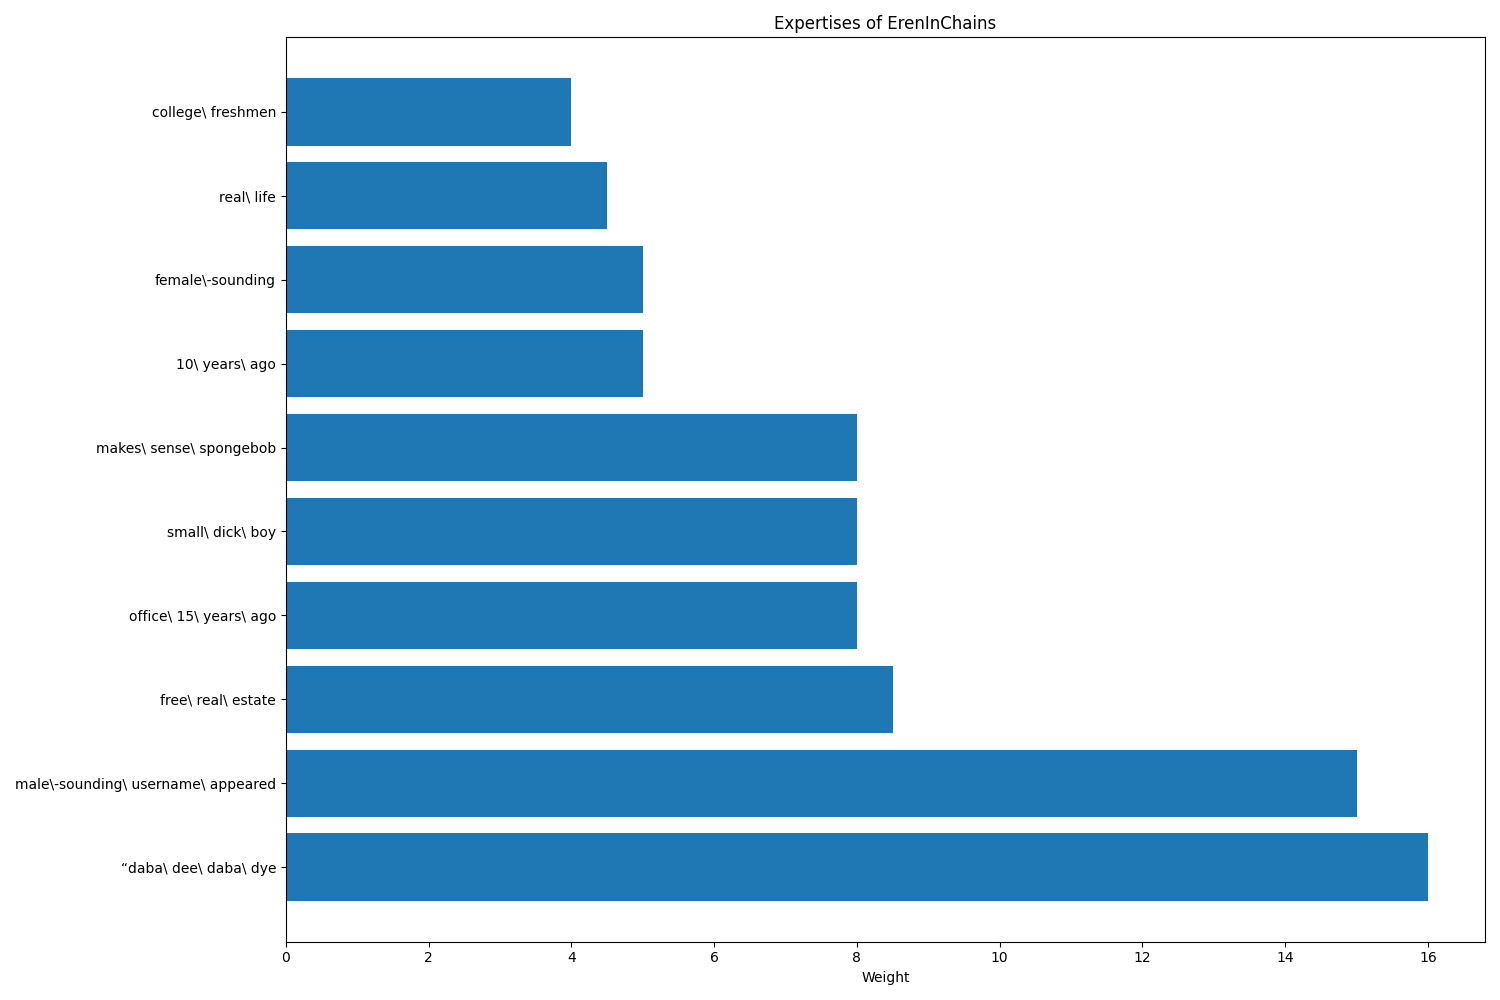 Expertises of ErenInChains
college\ freshmen
real\ life
female\-sounding
10\ years\ ago
makes\ sense\ spongebob
small\ dick\ boy
office\ 15\ years\ ago
free\ real\ estate
male\-sounding\ username\ appeared
“daba\ dee\ daba\ dye
0 2 4 6 8 10 12 14 16
Weight